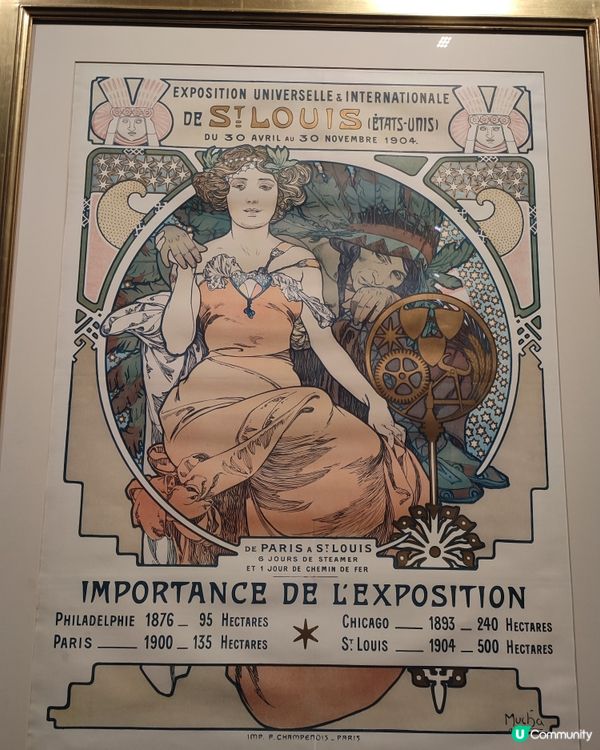 EXPOSITION UNIVERSELLE & INTERNATIONALE
DE ST LOUIS (ÉTATS-UNIS)
DU 30 AVRIL AU 30 NOVEMBRE 1904.
DE PARIS A ST LOUIS
6 JOURS DE STEAMER
ET 1 JOUR DE CHEMIN DE FER
IMPORTANCE DE L'EXPOSITION
PHILADELPHIE 1876 _ 95 HECTARES
PARIS ____ 1900 _ 135 HECTARES
CHICAGO ___ 1893 _ 240 HECTARES
ST LOUIS ___ 1904 _ 500 HECTARES
Mucha
IMP. F. CHAMPENOIS _ PARIS
U Community